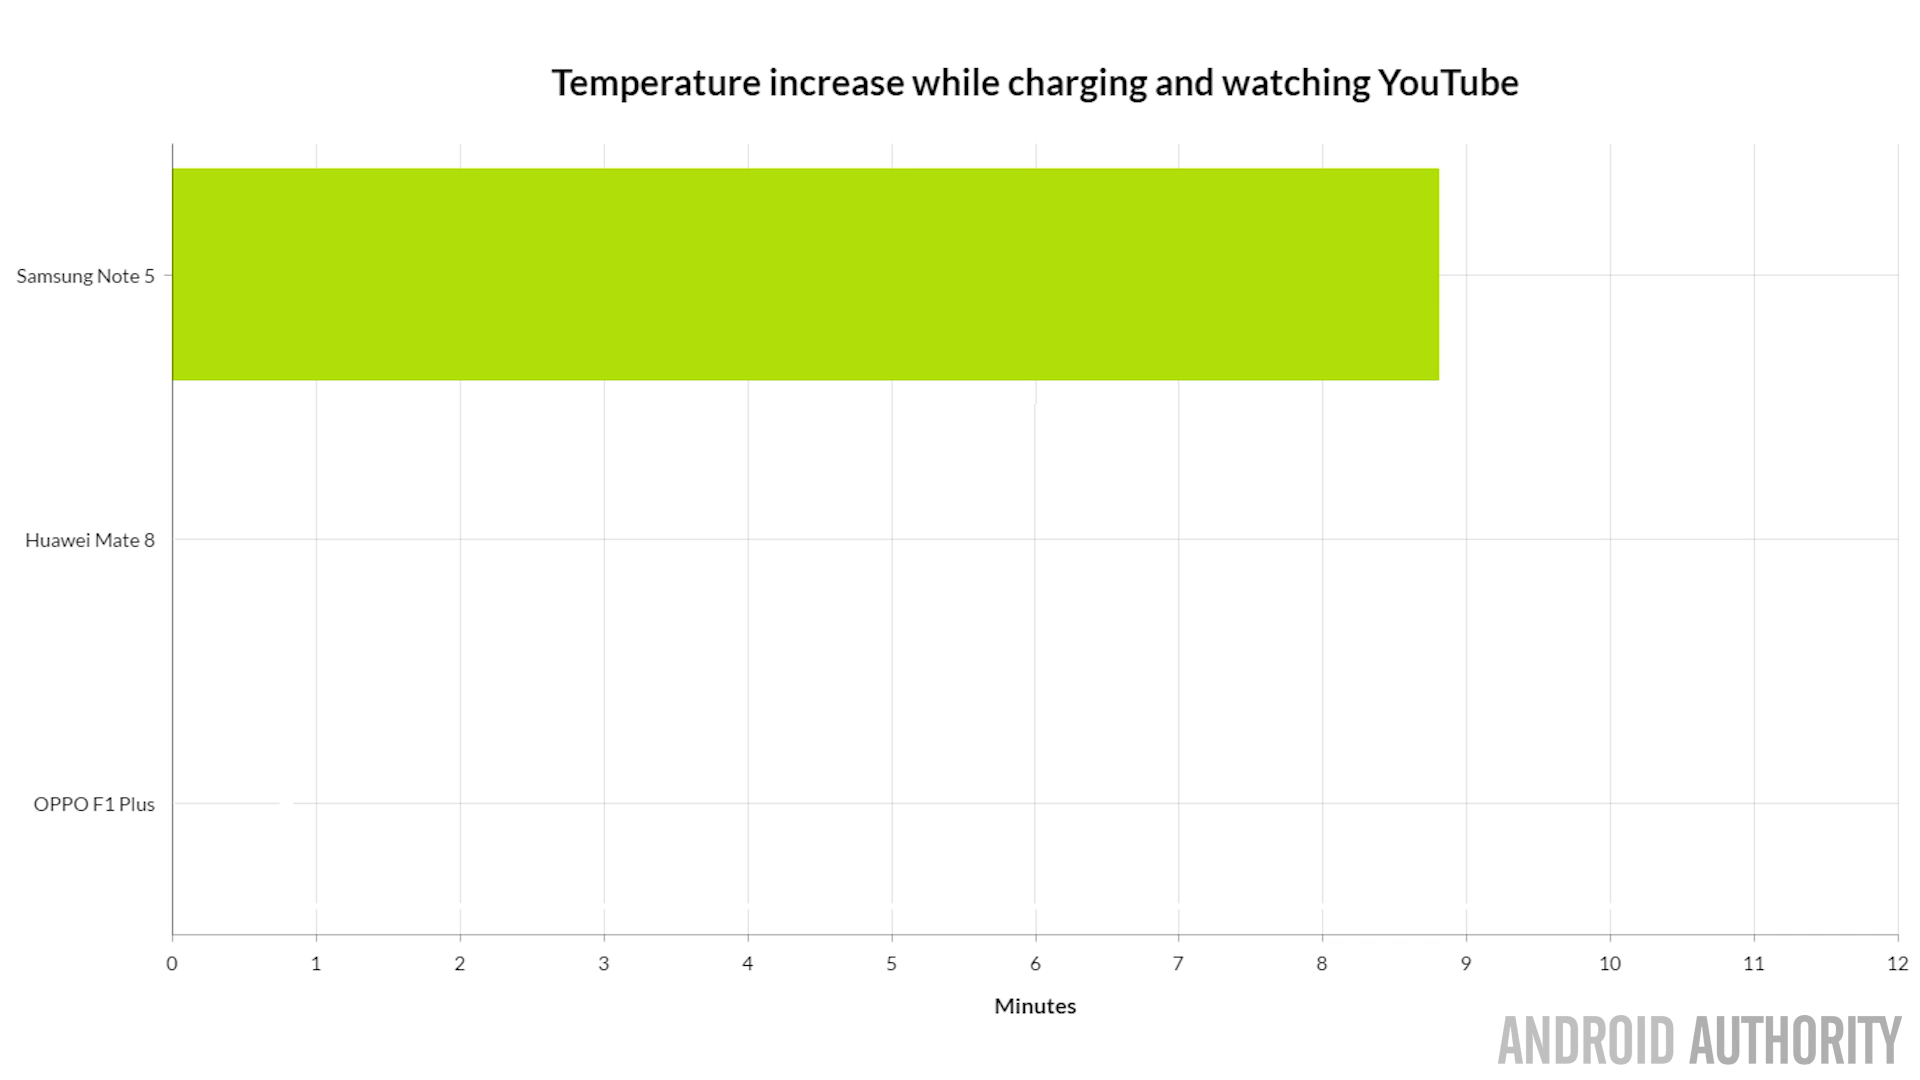 Temperature increase while charging and watching YouTube
Samsung Note 5
Huawei Mate 8
OPPO F1 Plus
0 1 2 3 4 5 6 7 8 9 10 11 12
Minutes
ANDROID AUTHORITY